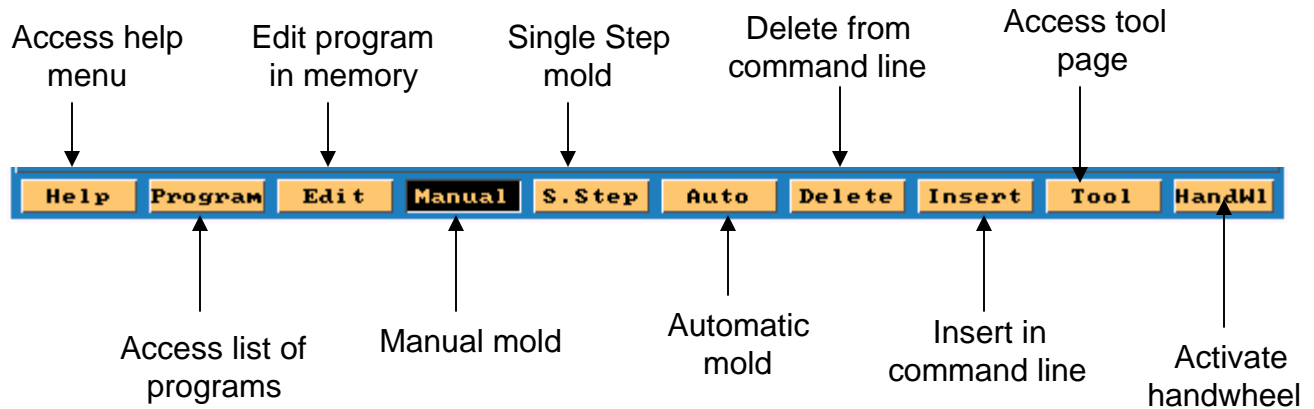 Access help
menu
Edit program
in memory
Single Step
mold
Delete from
command line
Access tool
page
Help Program Edit Manual S.Step Auto Delete Insert Tool HandWl
Access list of
programs
Manual mold
Automatic
mold
Insert in
command line
Activate
handwheel